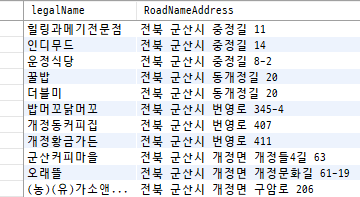 legalName RoadNameAddress
힐링과메기전문점 전북 군산시 중정길 11
인디무드 전북 군산시 중정길 14
운정식당 전북 군산시 중정길 8-2
꿀밥 전북 군산시 동개정길 20
더블미 전북 군산시 동개정길 20
밥머꼬닭머꼬 전북 군산시 번영로 345-4
개정동커피집 전북 군산시 번영로 407
개정황금가든 전북 군산시 번영로 411
군산커피마을 전북 군산시 개정면 개정들4길 63
오래뜰 전북 군산시 개정면 개정문화길 61-19
(농)(유)가소앤... 전북 군산시 개정면 구암로 206